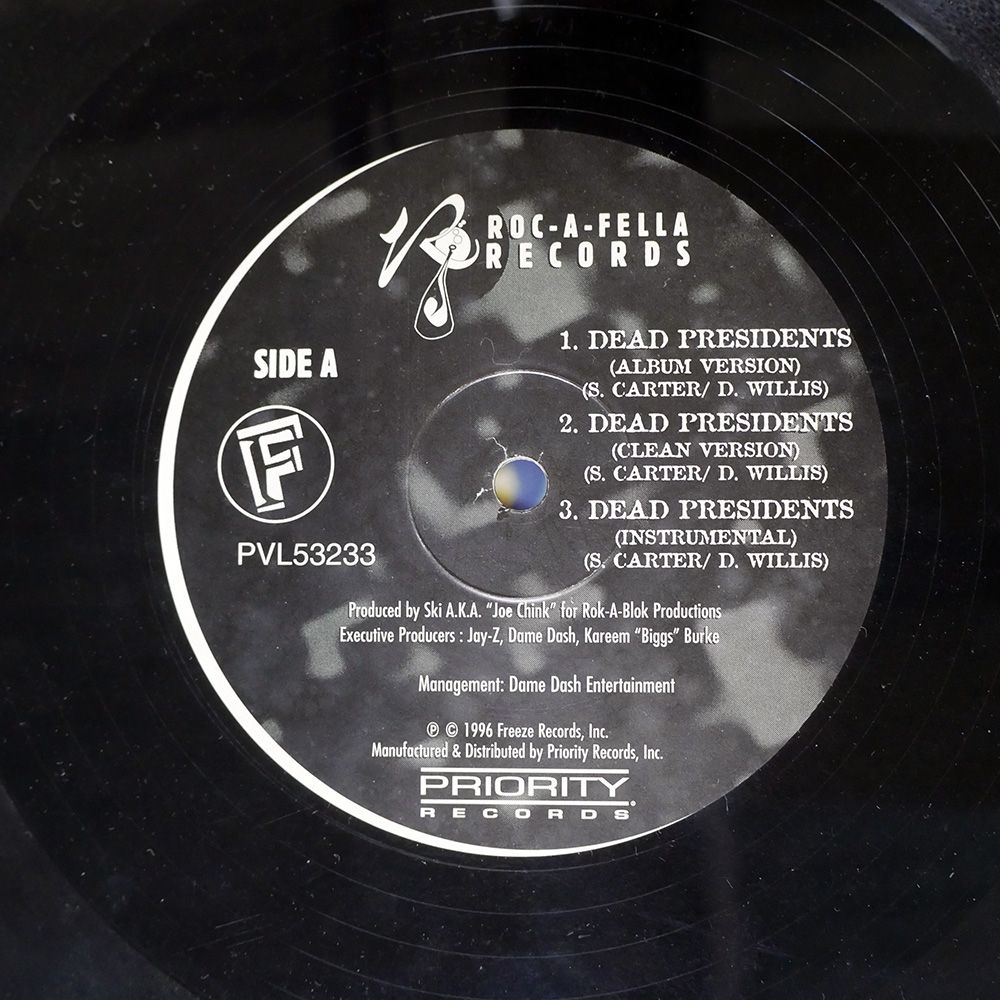 ROC-A-FELLA
RECORDS
SIDE A
F
PVL53233
1. DEAD PRESIDENTS
(ALBUM VERSION)
(S. CARTER/ D. WILLIS)
2. DEAD PRESIDENTS
(CLEAN VERSION)
(S. CARTER/ D. WILLIS)
3. DEAD PRESIDENTS
(INSTRUMENTAL)
(S. CARTER/ D. WILLIS)
Produced by Ski A.K.A. "Joe Chink" for Rok-A-Blok Productions
Executive Producers : Jay-Z, Dame Dash, Kareem "Biggs" Burke
Management: Dame Dash Entertainment
℗ © 1996 Freeze Records, Inc.
Manufactured & Distributed by Priority Records, Inc.
PRIORITY
RECORDS